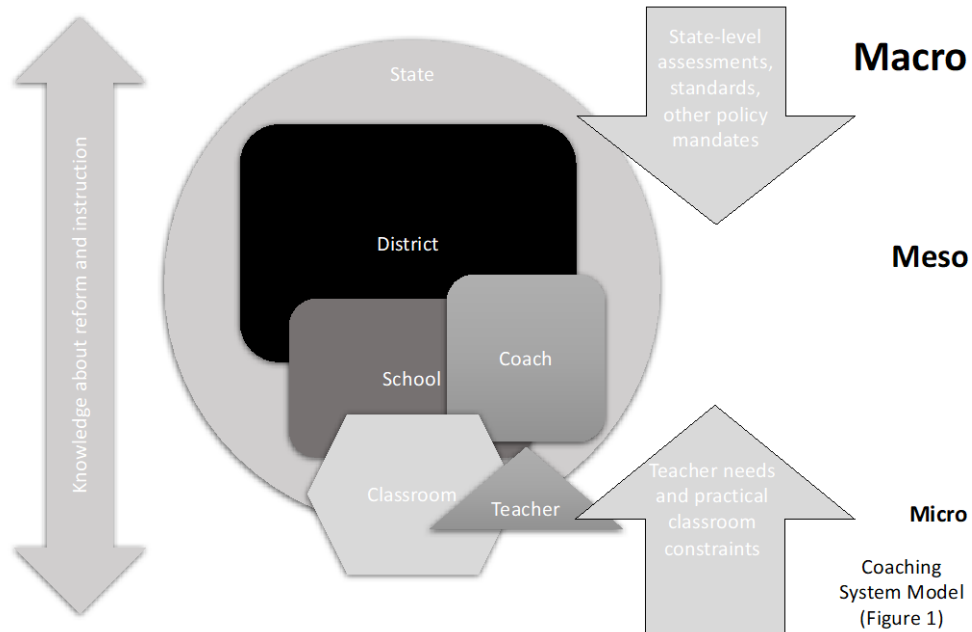 Knowledge about reform and instruction
State
District
School
Coach
Classroom
Teacher
State-level
assessments,
standards,
other policy
mandates
Teacher needs
and practical
classroom
constraints
Macro
Meso
Micro
Coaching
System Model
(Figure 1)